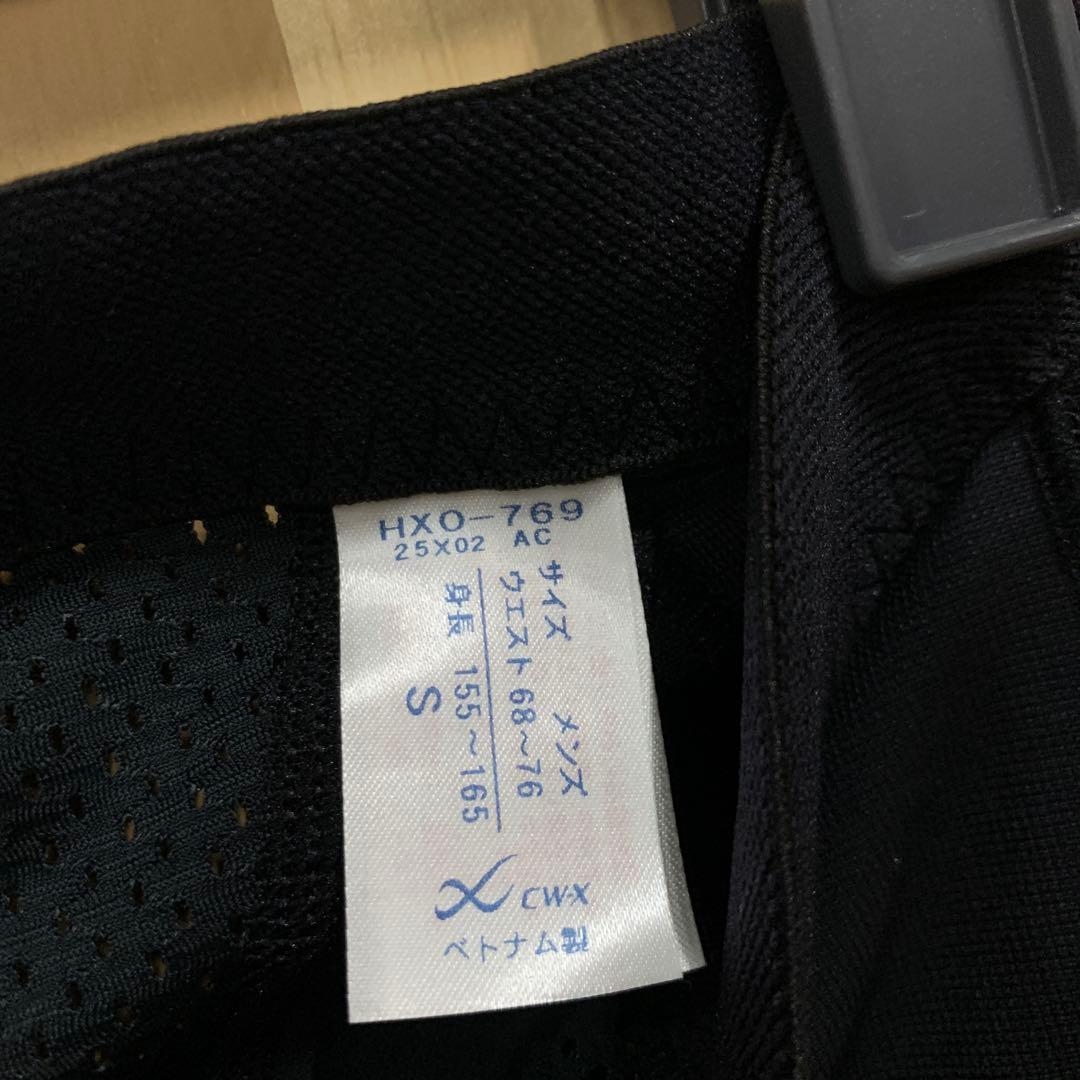 HXO-769
25X02 AC
サイズ メンズ
ウエスト 68～76
身長 155～165
S
CW-X
ベトナム製